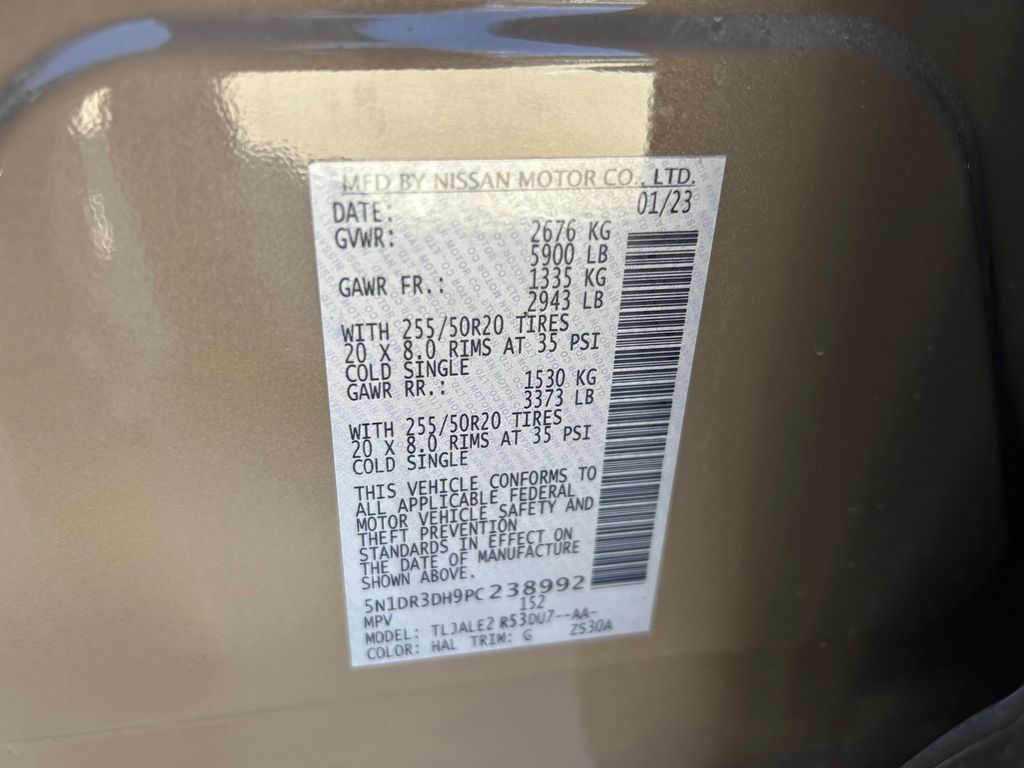 MFD BY NISSAN MOTOR CO., LTD.
DATE: 01/23
GVWR: 2676 KG
5900 LB
GAWR FR.: 1335 KG
2943 LB
WITH 255/50R20 TIRES
20 X 8.0 RIMS AT 35 PSI
COLD SINGLE
GAWR RR.: 1530 KG
3373 LB
WITH 255/50R20 TIRES
20 X 8.0 RIMS AT 35 PSI
COLD SINGLE
THIS VEHICLE CONFORMS TO
ALL APPLICABLE FEDERAL
MOTOR VEHICLE SAFETY AND
THEFT PREVENTION
STANDARDS IN EFFECT ON
THE DATE OF MANUFACTURE
SHOWN ABOVE.
5N1DR3DH9PC238992
MPV 152
MODEL: TLJALE2 R53DU7--AA-
COLOR: HAL TRIM: G ZS30A